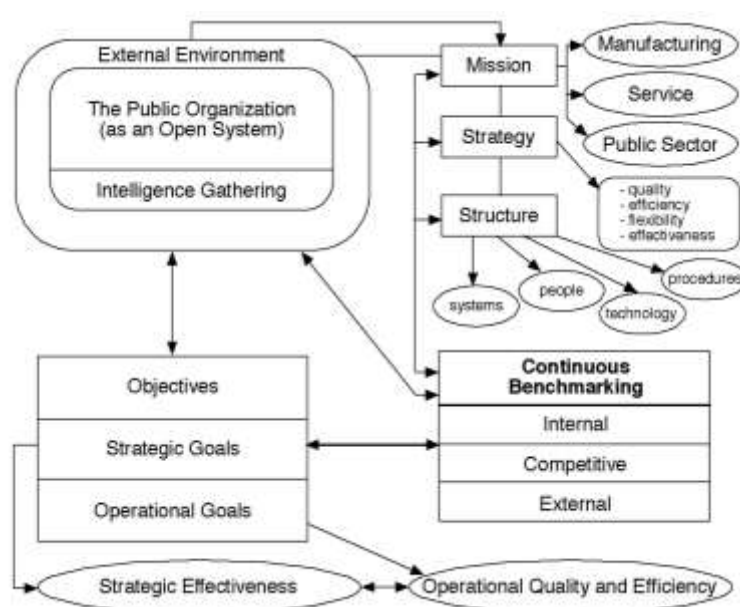 External Environment
The Public Organization
(as an Open System)
Intelligence Gathering
Mission
Strategy
Structure
Manufacturing
Service
Public Sector
- quality
- efficiency
- flexibility
- effectiveness
systems
people
technology
procedures
Objectives
Strategic Goals
Operational Goals
Continuous
Benchmarking
Internal
Competitive
External
Strategic Effectiveness
Operational Quality and Efficiency